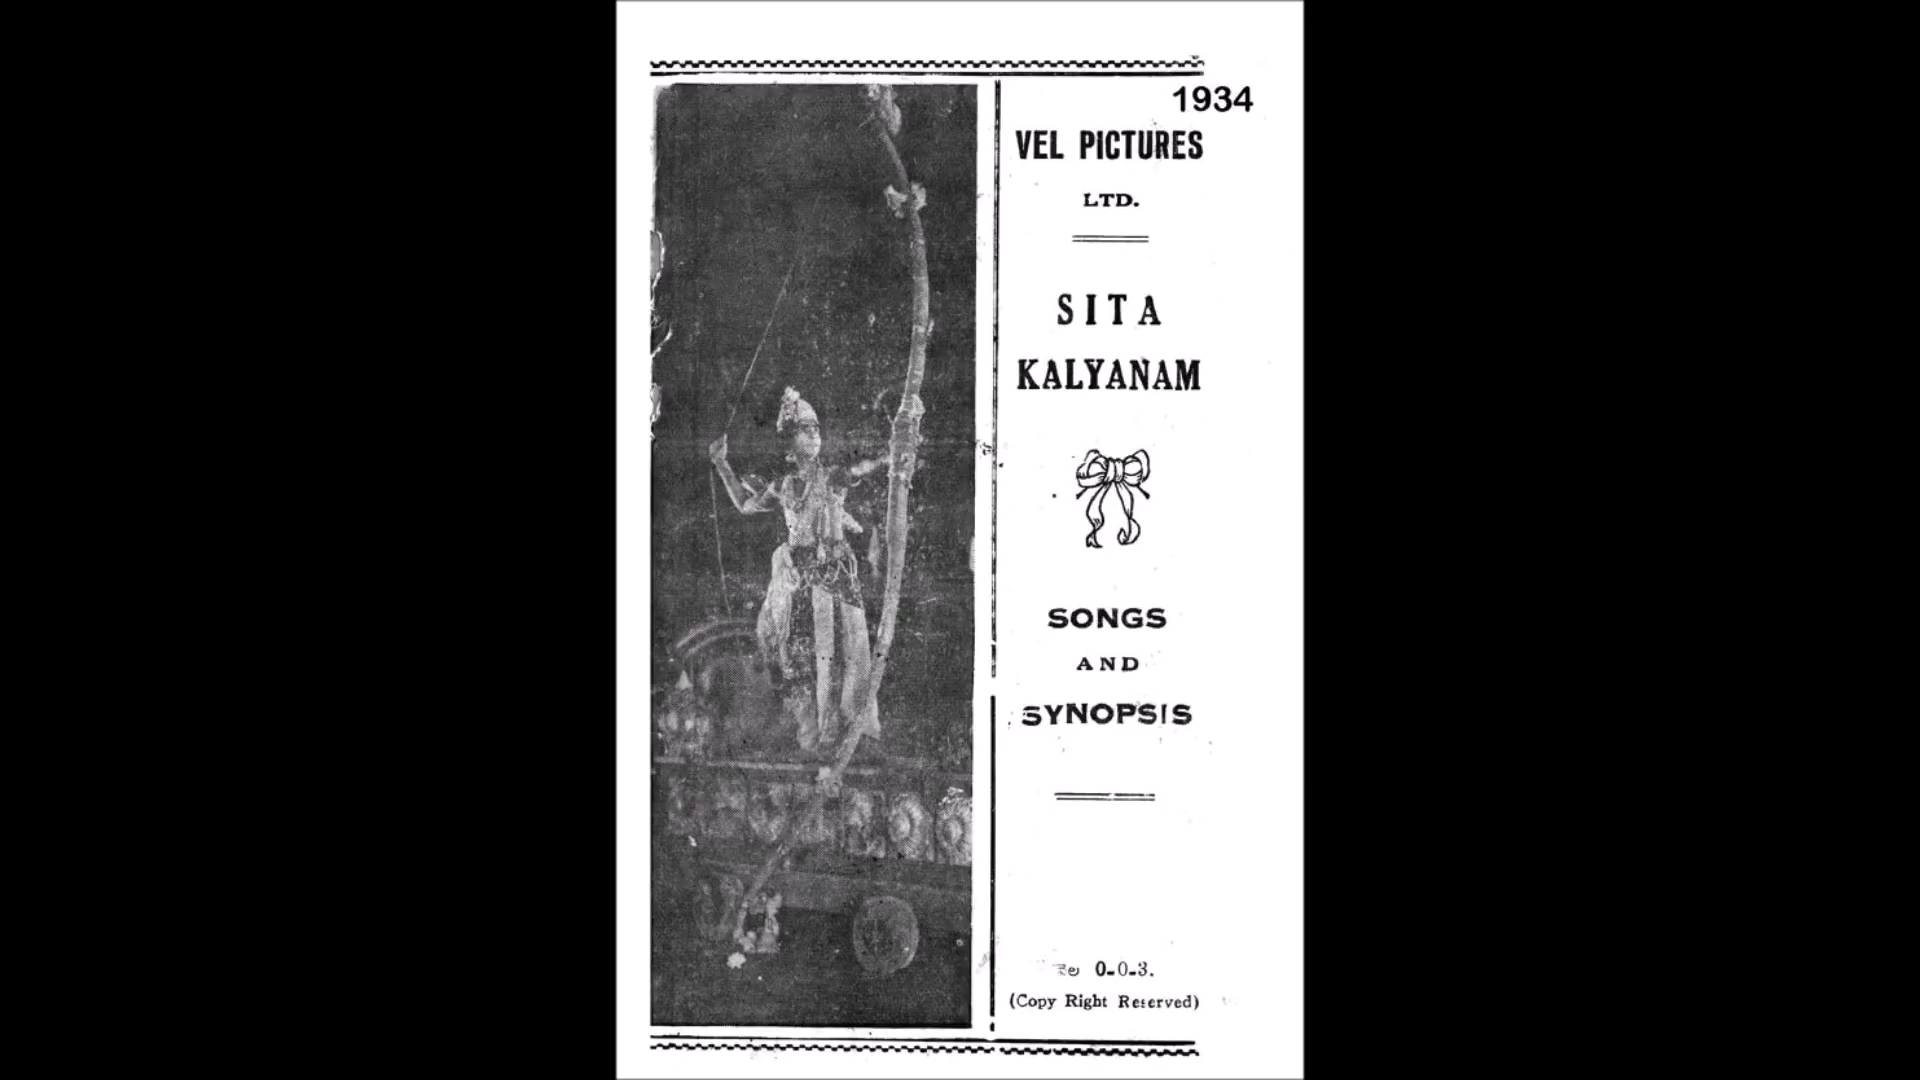 1934
VEL PICTURES
LTD.
SITA
KALYANAM
SONGS
AND
SYNOPSIS
0-0-3.
(Copy Right Reserved)